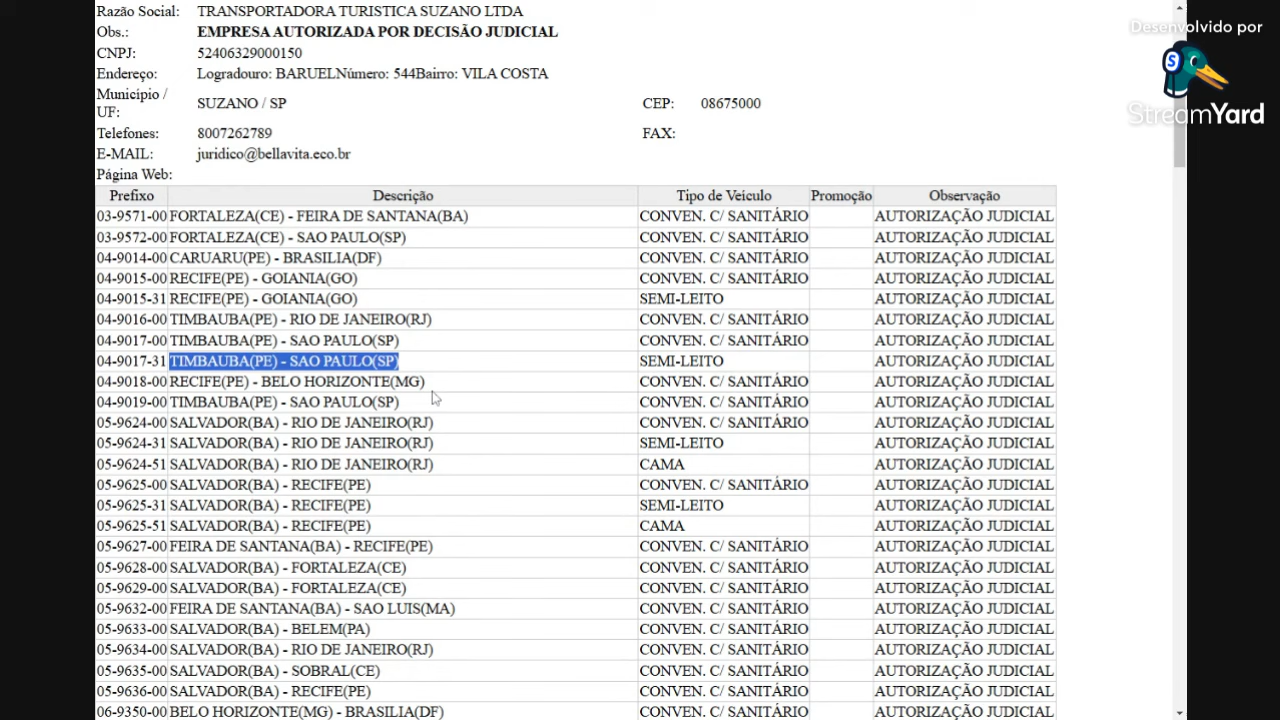 Razão Social: TRANSPORTADORA TURISTICA SUZANO LTDA
Obs.: EMPRESA AUTORIZADA POR DECISÃO JUDICIAL
CNPJ: 52406329000150
Endereço: Logradouro: BARUELNúmero: 544Bairro: VILA COSTA
Município / UF: SUZANO / SP CEP: 08675000
Telefones: 8007262789 FAX:
E-MAIL: juridico@bellavita.eco.br
Página Web:
Prefixo Descrição Tipo de Veículo Promoção Observação
03-9571-00 FORTALEZA(CE) - FEIRA DE SANTANA(BA) CONVEN. C/ SANITÁRIO AUTORIZAÇÃO JUDICIAL
03-9572-00 FORTALEZA(CE) - SAO PAULO(SP) CONVEN. C/ SANITÁRIO AUTORIZAÇÃO JUDICIAL
04-9014-00 CARUARU(PE) - BRASILIA(DF) CONVEN. C/ SANITÁRIO AUTORIZAÇÃO JUDICIAL
04-9015-00 RECIFE(PE) - GOIANIA(GO) CONVEN. C/ SANITÁRIO AUTORIZAÇÃO JUDICIAL
04-9015-31 RECIFE(PE) - GOIANIA(GO) SEMI-LEITO AUTORIZAÇÃO JUDICIAL
04-9016-00 TIMBAUBA(PE) - RIO DE JANEIRO(RJ) CONVEN. C/ SANITÁRIO AUTORIZAÇÃO JUDICIAL
04-9017-00 TIMBAUBA(PE) - SAO PAULO(SP) CONVEN. C/ SANITÁRIO AUTORIZAÇÃO JUDICIAL
04-9017-31 TIMBAUBA(PE) - SAO PAULO(SP) SEMI-LEITO AUTORIZAÇÃO JUDICIAL
04-9018-00 RECIFE(PE) - BELO HORIZONTE(MG) CONVEN. C/ SANITÁRIO AUTORIZAÇÃO JUDICIAL
04-9019-00 TIMBAUBA(PE) - SAO PAULO(SP) CONVEN. C/ SANITÁRIO AUTORIZAÇÃO JUDICIAL
05-9624-00 SALVADOR(BA) - RIO DE JANEIRO(RJ) CONVEN. C/ SANITÁRIO AUTORIZAÇÃO JUDICIAL
05-9624-31 SALVADOR(BA) - RIO DE JANEIRO(RJ) SEMI-LEITO AUTORIZAÇÃO JUDICIAL
05-9624-51 SALVADOR(BA) - RIO DE JANEIRO(RJ) CAMA AUTORIZAÇÃO JUDICIAL
05-9625-00 SALVADOR(BA) - RECIFE(PE) CONVEN. C/ SANITÁRIO AUTORIZAÇÃO JUDICIAL
05-9625-31 SALVADOR(BA) - RECIFE(PE) SEMI-LEITO AUTORIZAÇÃO JUDICIAL
05-9625-51 SALVADOR(BA) - RECIFE(PE) CAMA AUTORIZAÇÃO JUDICIAL
05-9627-00 FEIRA DE SANTANA(BA) - RECIFE(PE) CONVEN. C/ SANITÁRIO AUTORIZAÇÃO JUDICIAL
05-9628-00 SALVADOR(BA) - FORTALEZA(CE) CONVEN. C/ SANITÁRIO AUTORIZAÇÃO JUDICIAL
05-9629-00 SALVADOR(BA) - FORTALEZA(CE) CONVEN. C/ SANITÁRIO AUTORIZAÇÃO JUDICIAL
05-9632-00 FEIRA DE SANTANA(BA) - SAO LUIS(MA) CONVEN. C/ SANITÁRIO AUTORIZAÇÃO JUDICIAL
05-9633-00 SALVADOR(BA) - BELEM(PA) CONVEN. C/ SANITÁRIO AUTORIZAÇÃO JUDICIAL
05-9634-00 SALVADOR(BA) - RIO DE JANEIRO(RJ) CONVEN. C/ SANITÁRIO AUTORIZAÇÃO JUDICIAL
05-9635-00 SALVADOR(BA) - SOBRAL(CE) CONVEN. C/ SANITÁRIO AUTORIZAÇÃO JUDICIAL
05-9636-00 SALVADOR(BA) - RECIFE(PE) CONVEN. C/ SANITÁRIO AUTORIZAÇÃO JUDICIAL
06-9350-00 BELO HORIZONTE(MG) - BRASILIA(DF) CONVEN. C/ SANITÁRIO AUTORIZAÇÃO JUDICIAL
Desenvolvido por
S
StreamYard